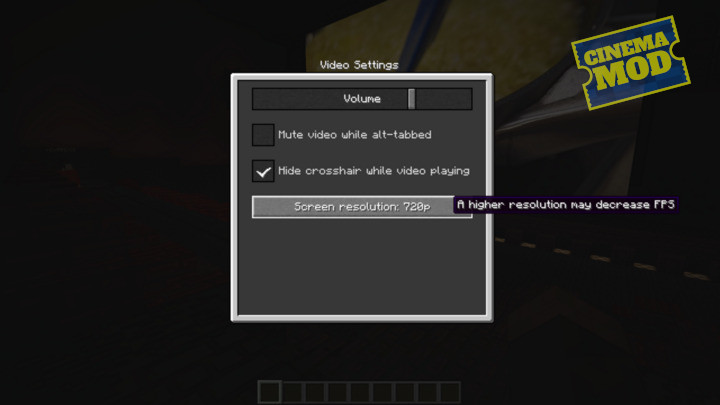 CINEMA
MOD
Video Settings
Volume
Mute video while alt-tabbed
Hide crosshair while video playing
Screen resolution: 720p
A higher resolution may decrease FPS